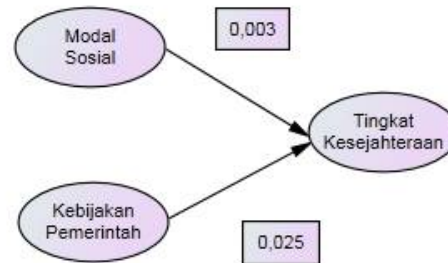 Modal
Sosial
0,003
Tingkat
Kesejahteraan
Kebijakan
Pemerintah
0,025